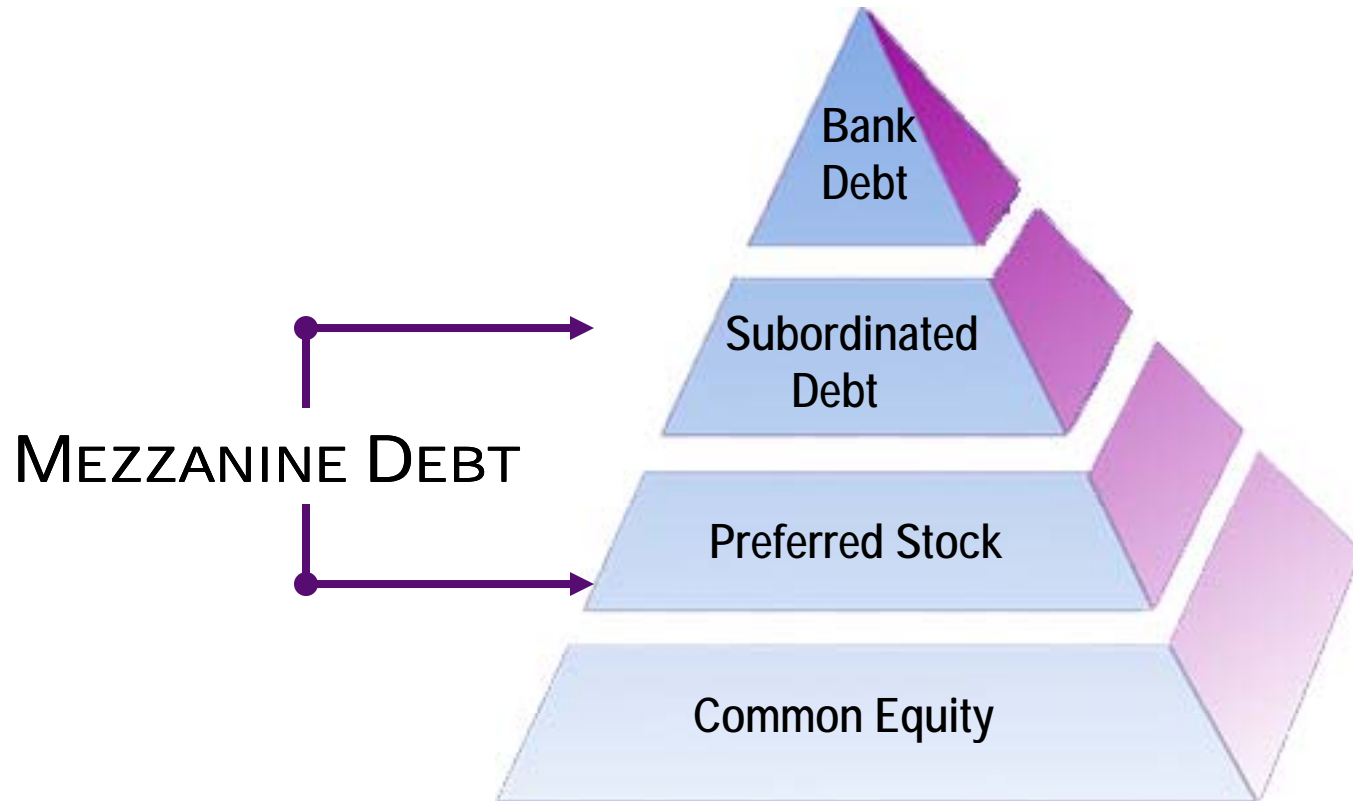 Bank
Debt
Subordinated
Debt
MEZZANINE DEBT
Preferred Stock
Common Equity